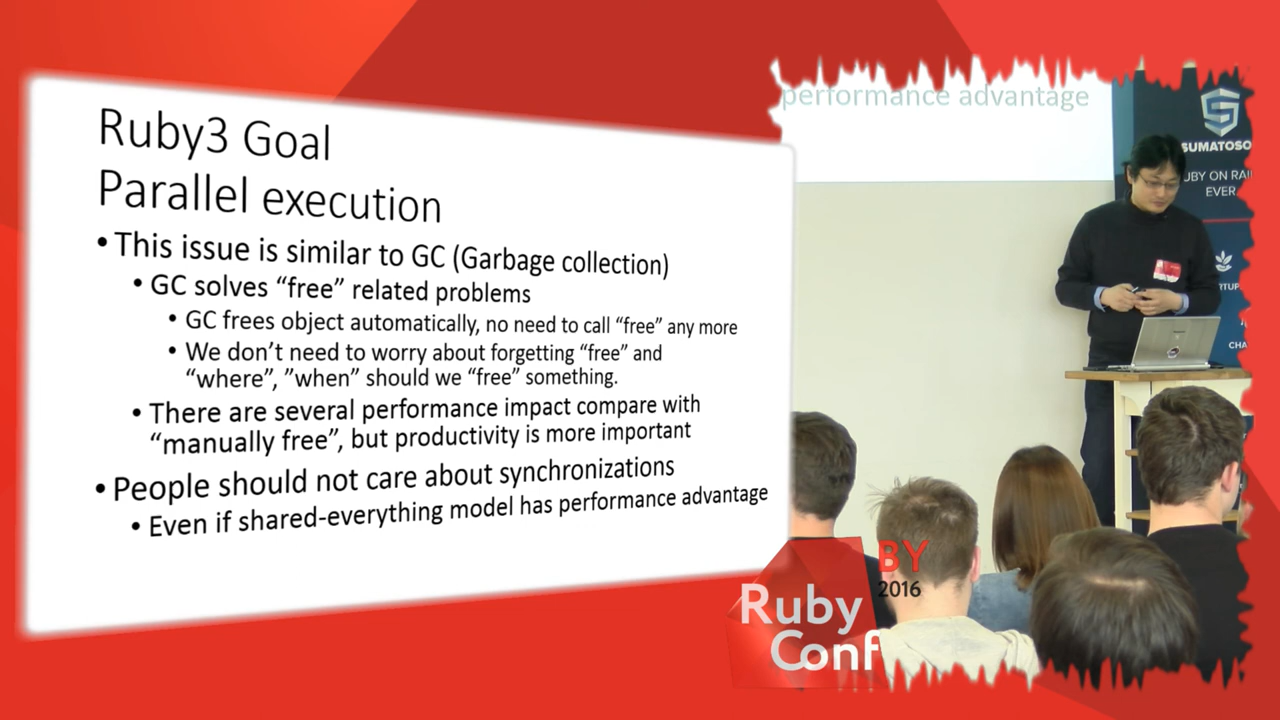 Ruby3 Goal
Parallel execution
• This issue is similar to GC (Garbage collection)
• GC solves “free” related problems
• GC frees object automatically, no need to call “free” any more
• We don’t need to worry about forgetting “free” and
“where”, ”when” should we “free” something.
• There are several performance impact compare with
“manually free”, but productivity is more important
• People should not care about synchronizations
• Even if shared-everything model has performance advantage
performance advantage
SUMATOSO
UBY ON RAI
EVER
RTUP
CHA
BY
2016
Ruby
Conf